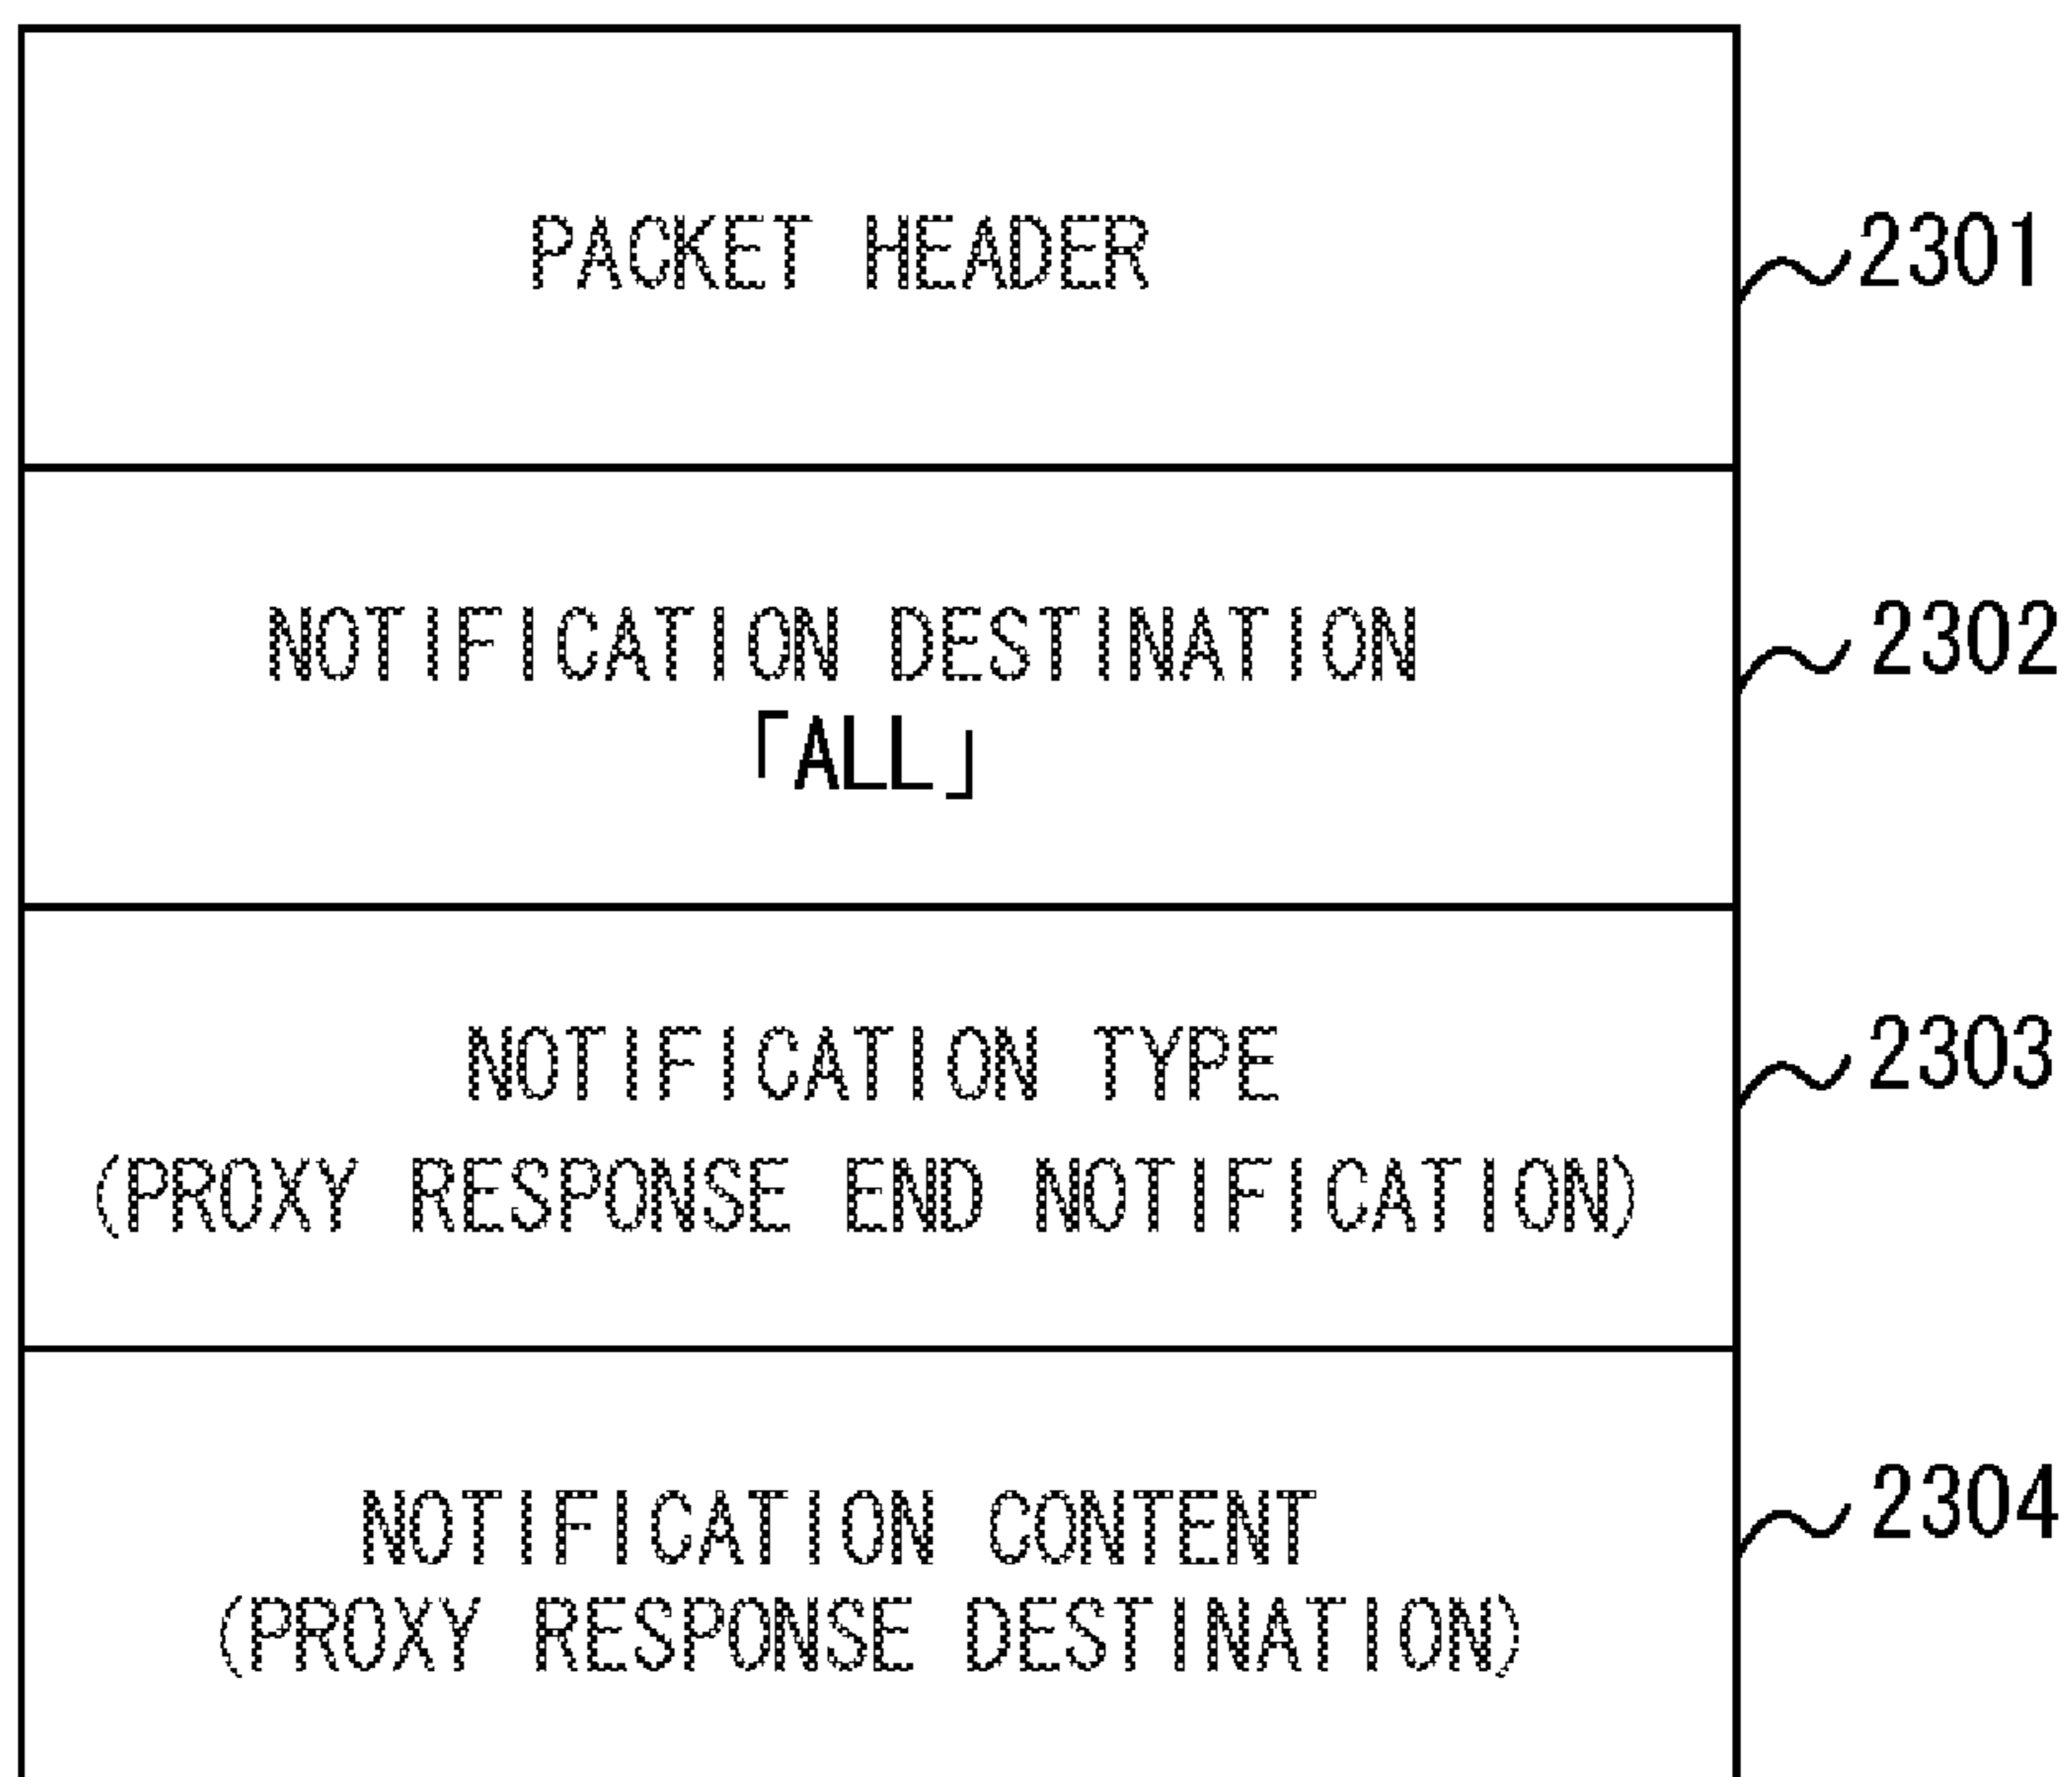 PACKET HEADER
2301
NOTIFICATION DESTINATION
「ALL」
2302
NOTIFICATION TYPE
(PROXY RESPONSE END NOTIFICATION)
2303
NOTIFICATION CONTENT
(PROXY RESPONSE DESTINATION)
2304